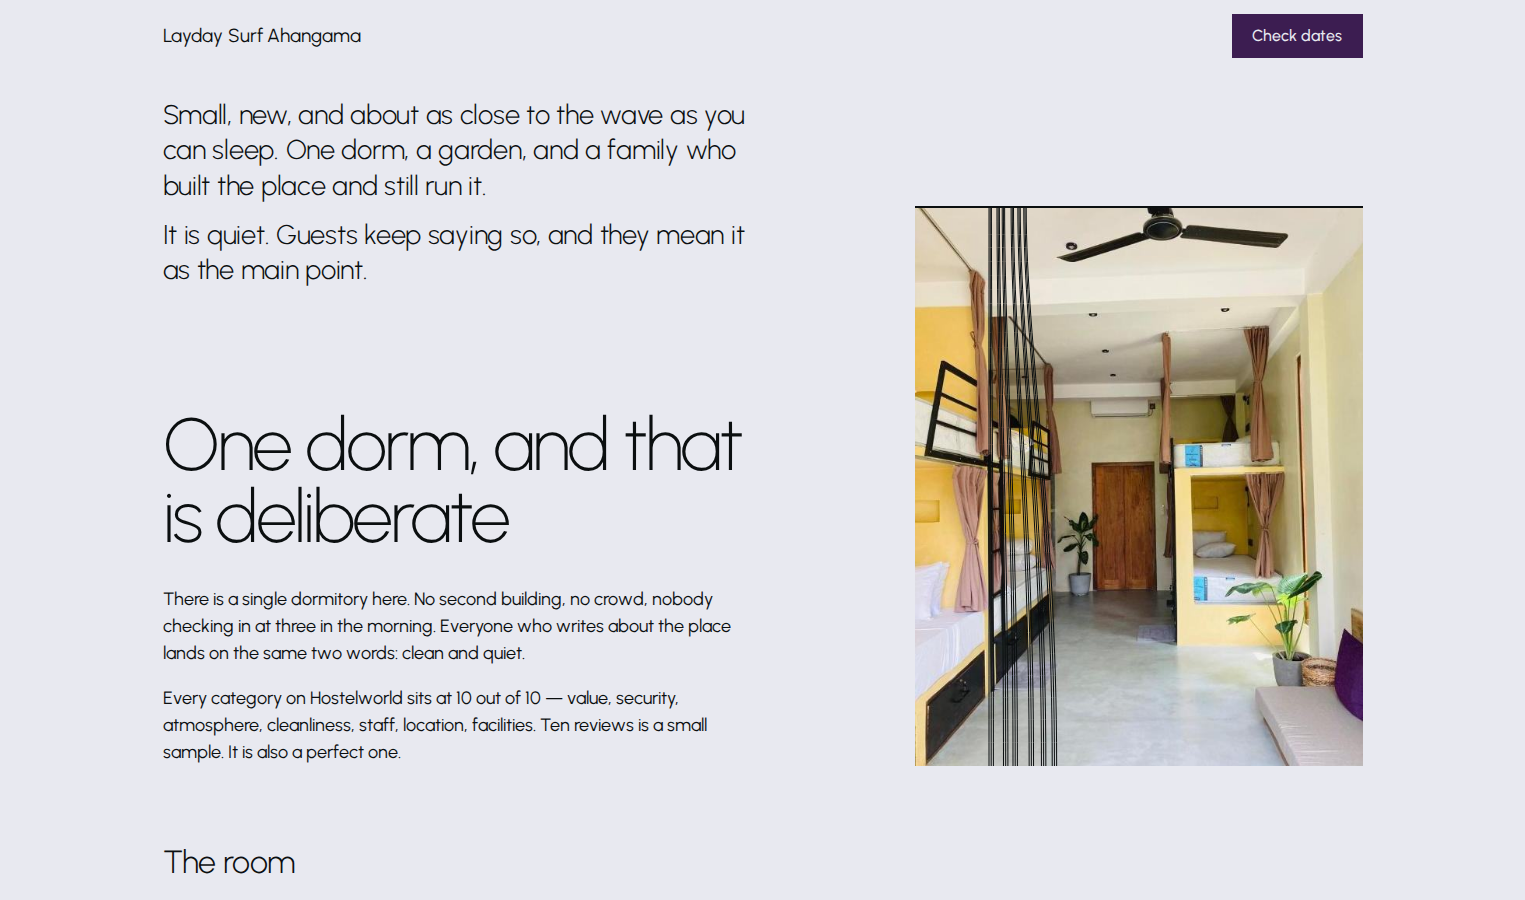 Layday Surf Ahangama
Check dates
Small, new, and about as close to the wave as you
can sleep. One dorm, a garden, and a family who
built the place and still run it.
It is quiet. Guests keep saying so, and they mean it
as the main point.
One dorm, and that
is deliberate
There is a single dormitory here. No second building, no crowd, nobody
checking in at three in the morning. Everyone who writes about the place
lands on the same two words: clean and quiet.
Every category on Hostelworld sits at 10 out of 10 — value, security,
atmosphere, cleanliness, staff, location, facilities. Ten reviews is a small
sample. It is also a perfect one.
The room